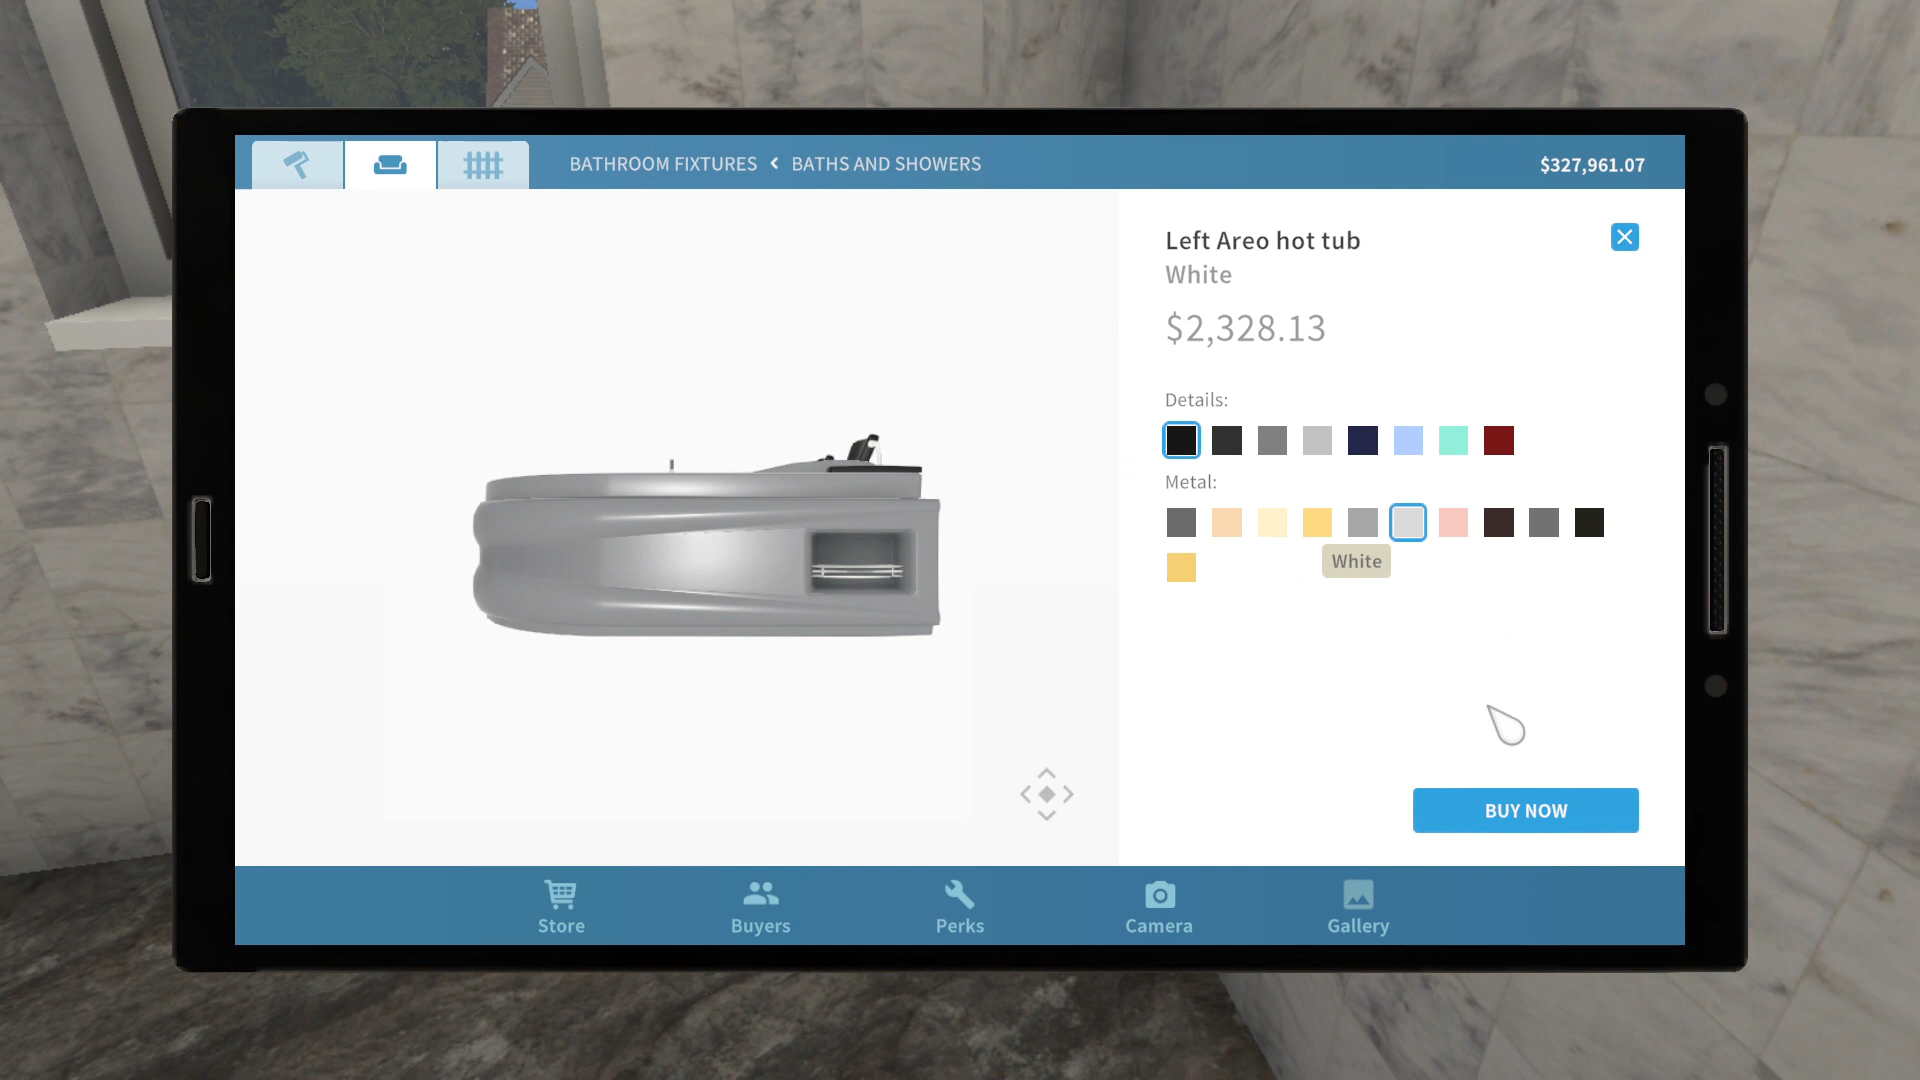 BATHROOM FIXTURES < BATHS AND SHOWERS
$327,961.07
Left Areo hot tub
White
$2,328.13
Details:
Metal:
White
BUY NOW
Store
Buyers
Perks
Camera
Gallery